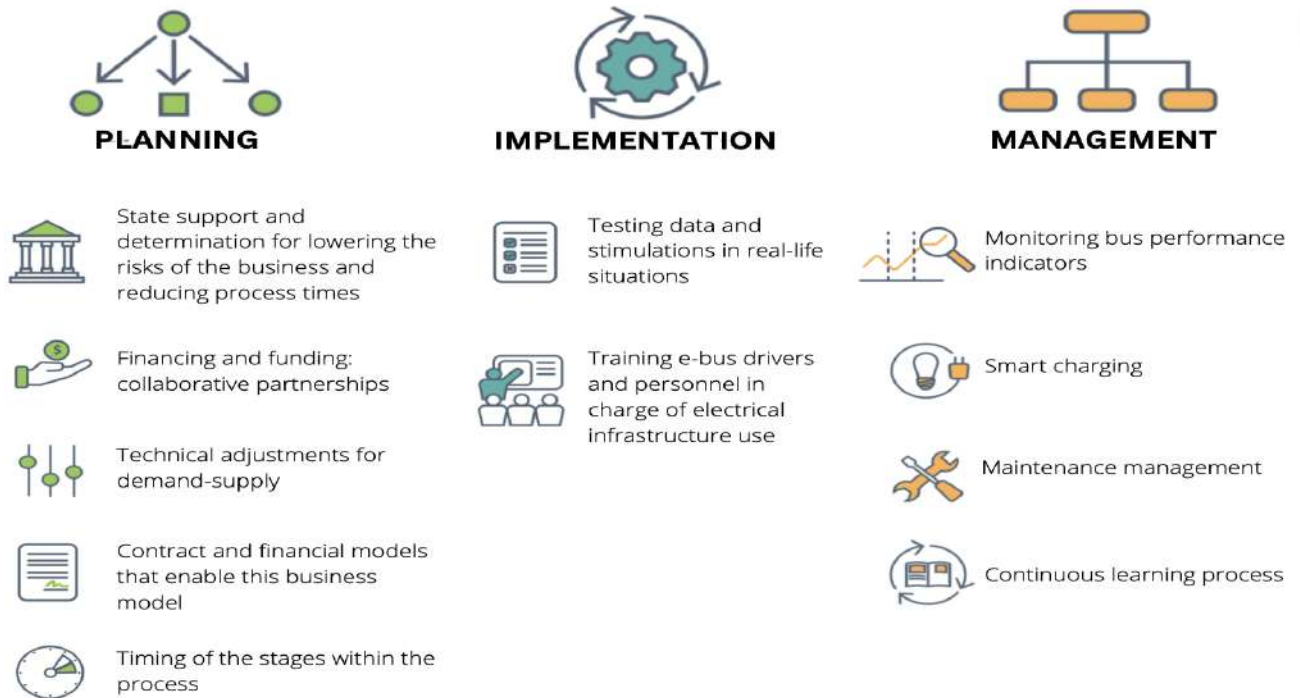 PLANNING
State support and
determination for lowering the
risks of the business and
reducing process times
Financing and funding:
collaborative partnerships
Technical adjustments for
demand-supply
Contract and financial models
that enable this business
model
Timing of the stages within the
process
IMPLEMENTATION
Testing data and
stimulations in real-life
situations
Training e-bus drivers
and personnel in
charge of electrical
infrastructure use
MANAGEMENT
Monitoring bus performance
indicators
Smart charging
Maintenance management
Continuous learning process